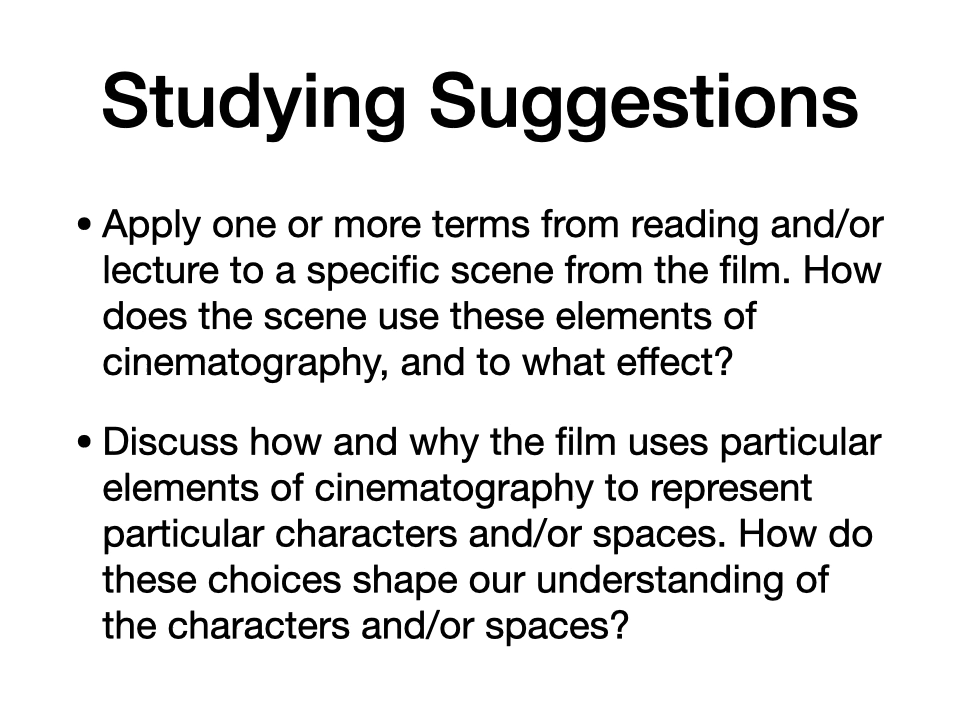 Studying Suggestions
• Apply one or more terms from reading and/or
lecture to a specific scene from the film. How
does the scene use these elements of
cinematography, and to what effect?
• Discuss how and why the film uses particular
elements of cinematography to represent
particular characters and/or spaces. How do
these choices shape our understanding of
the characters and/or spaces?